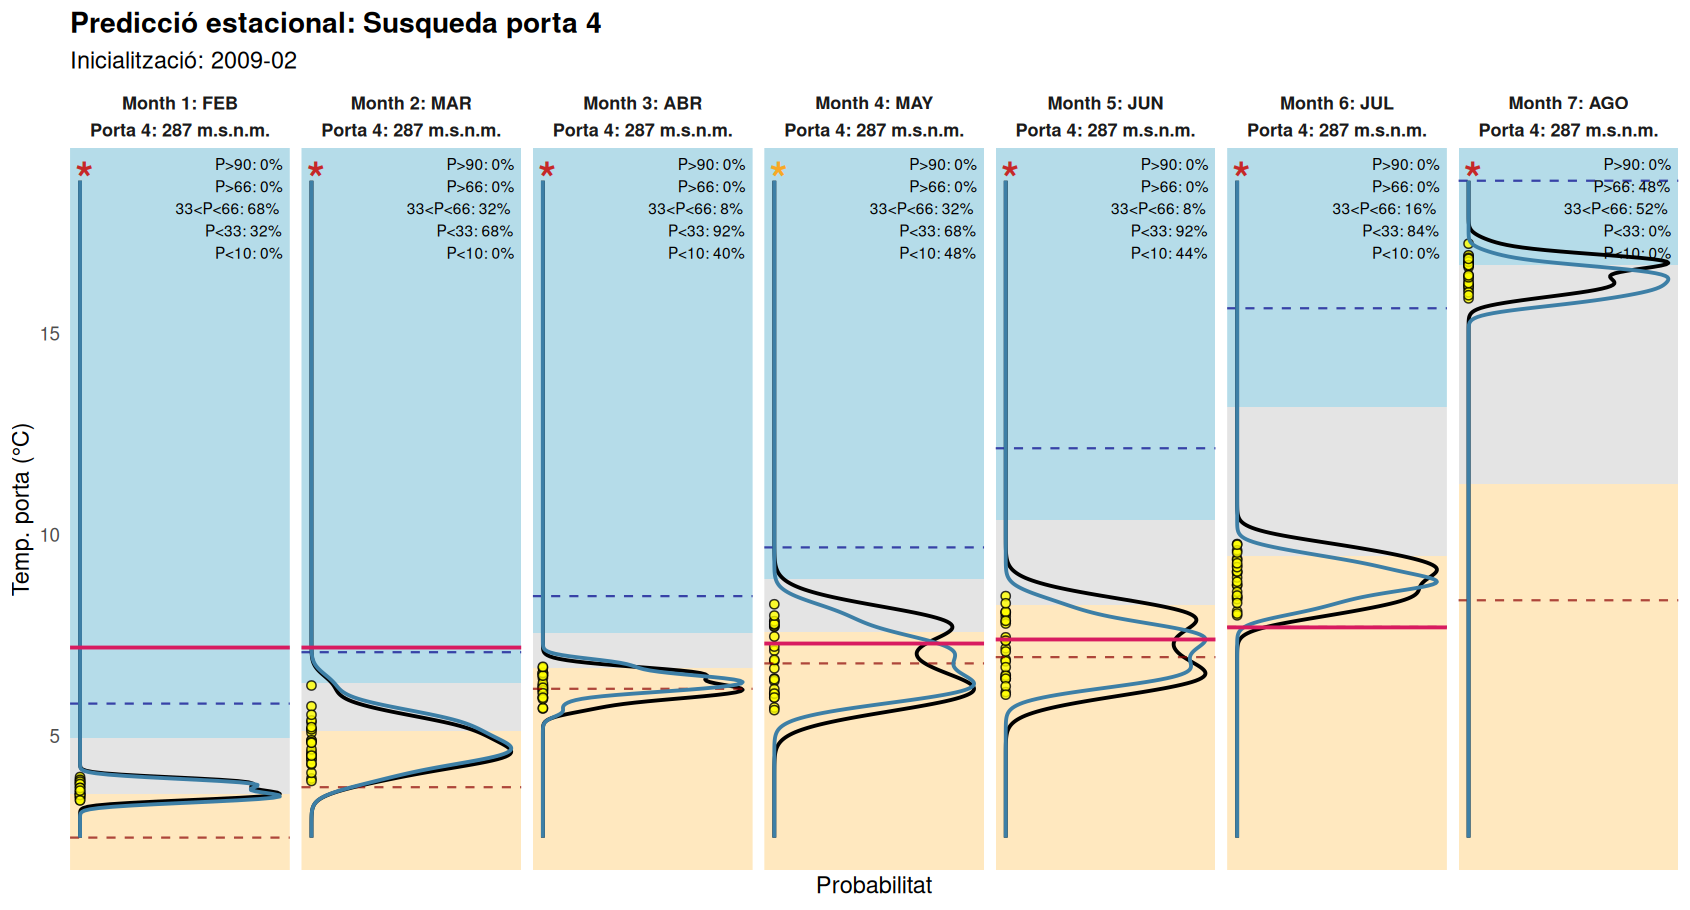 Predicció estacional: Susqueda porta 4
Inicialització: 2009-02
Month 1: FEB
Porta 4: 287 m.s.n.m.
Month 2: MAR
Porta 4: 287 m.s.n.m.
Month 3: ABR
Porta 4: 287 m.s.n.m.
Month 4: MAY
Porta 4: 287 m.s.n.m.
Month 5: JUN
Porta 4: 287 m.s.n.m.
Month 6: JUL
Porta 4: 287 m.s.n.m.
Month 7: AGO
Porta 4: 287 m.s.n.m.
*
P>90: 0%
P>66: 0%
33<P<66: 68%
P<33: 32%
P<10: 0%
*
P>90: 0%
P>66: 0%
33<P<66: 32%
P<33: 68%
P<10: 0%
*
P>90: 0%
P>66: 0%
33<P<66: 8%
P<33: 92%
P<10: 40%
*
P>90: 0%
P>66: 0%
33<P<66: 32%
P<33: 68%
P<10: 48%
*
P>90: 0%
P>66: 0%
33<P<66: 8%
P<33: 92%
P<10: 44%
*
P>90: 0%
P>66: 0%
33<P<66: 16%
P<33: 84%
P<10: 0%
*
P>90: 0%
P>66: 48%
33<P<66: 52%
P<33: 0%
P<10: 0%
15
10
5
Temp. porta (°C)
Probabilitat